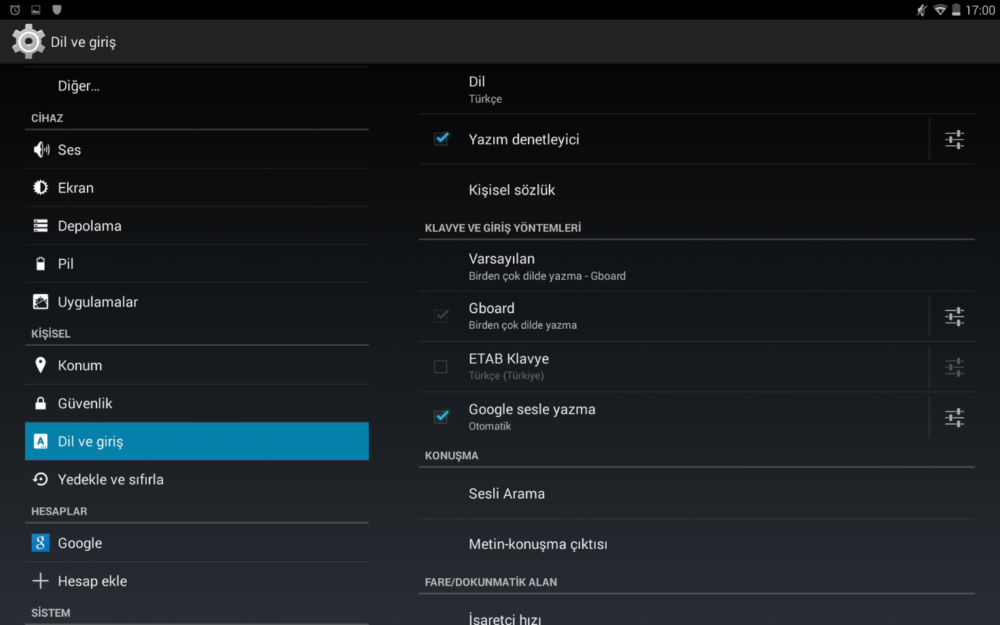 17:00
Dil ve giriş
Diğer...
CİHAZ
Ses
Ekran
Depolama
Pil
Uygulamalar
KİŞİSEL
Konum
Güvenlik
Dil ve giriş
Yedekle ve sıfırla
HESAPLAR
Google
Hesap ekle
SİSTEM
Dil
Türkçe
Yazım denetleyici
Kişisel sözlük
KLAVYE VE GİRİŞ YÖNTEMLERİ
Varsayılan
Birden çok dilde yazma - Gboard
Gboard
Birden çok dilde yazma
ETAB Klavye
Türkçe (Türkiye)
Google sesle yazma
Otomatik
KONUŞMA
Sesli Arama
Metin-konuşma çıktısı
FARE/DOKUNMATİK ALAN
İşaretçi hızı